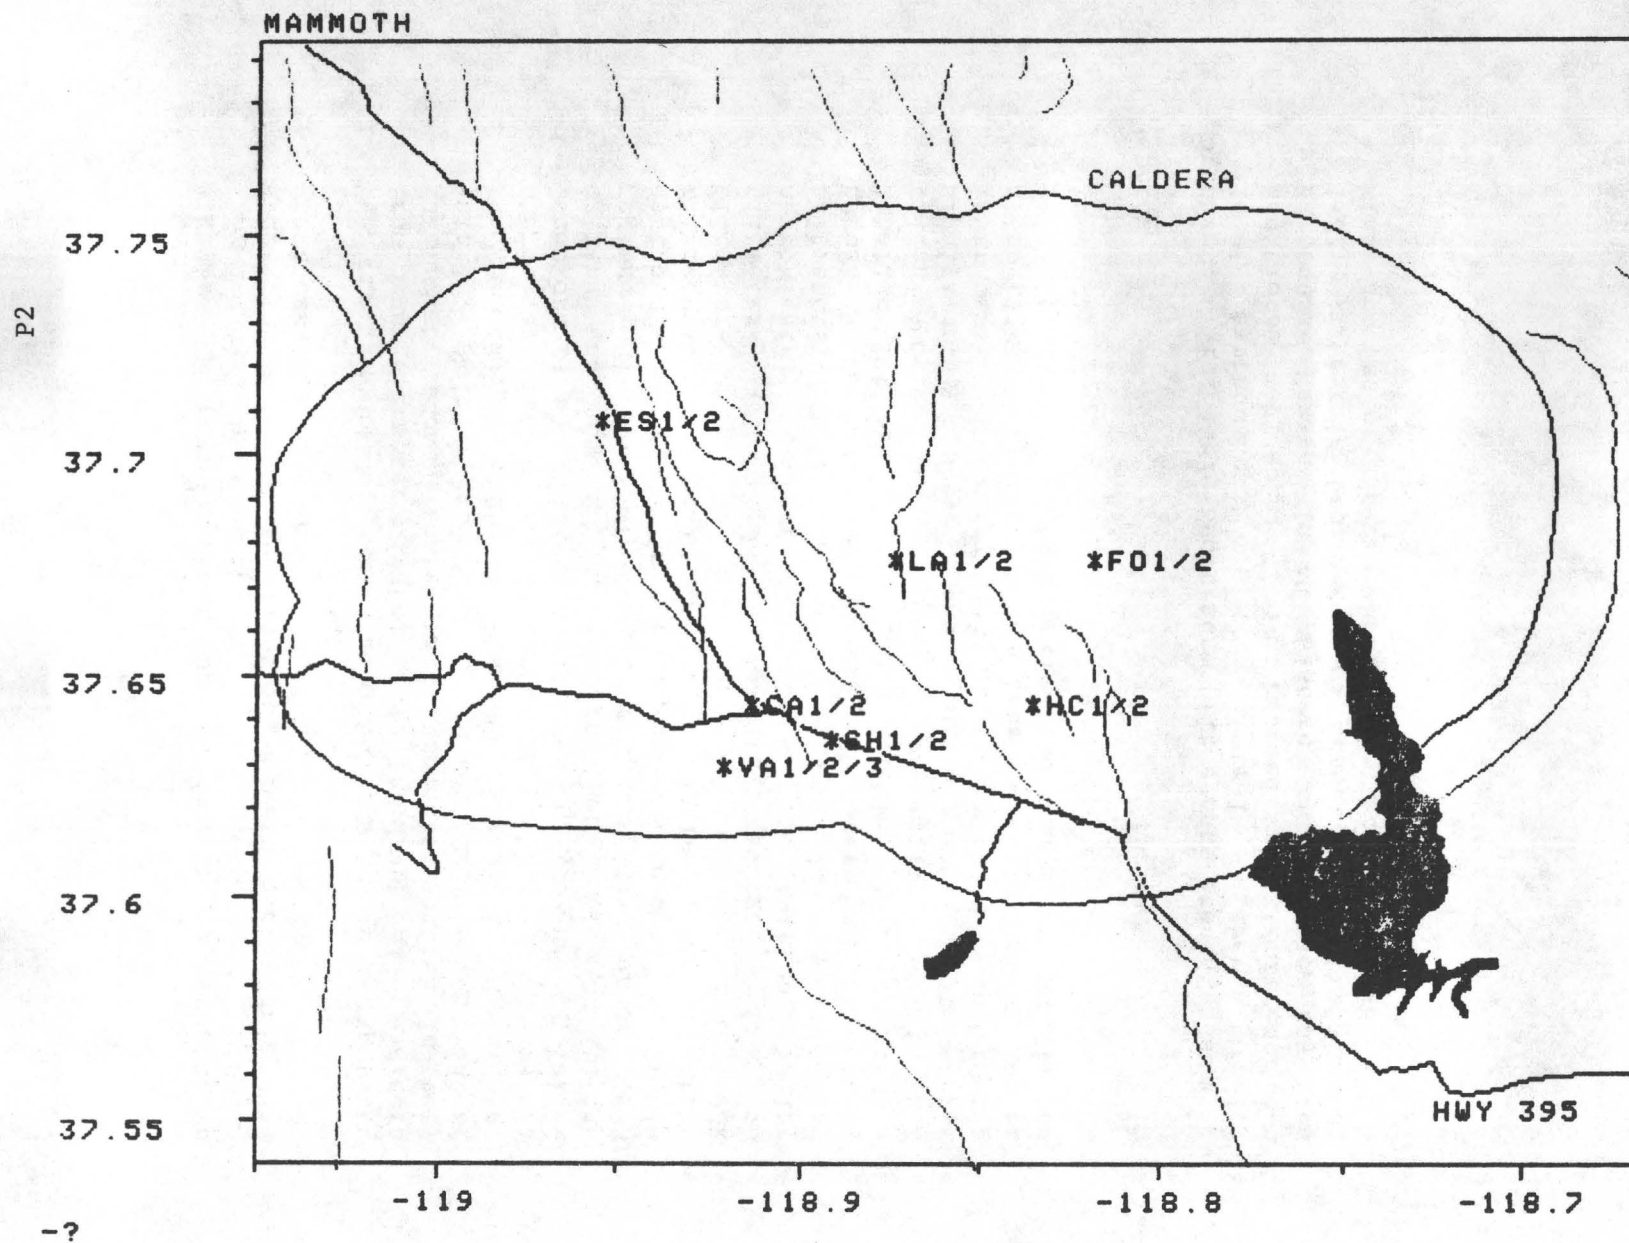 MAMMOTH
CALDERA
37.75
P2
*ES1/2
37.7
*LA1/2
*FO1/2
37.65
*CA1/2
*HC1/2
*SH1/2
*VA1/2/3
37.6
HWY 395
37.55
-119
-118.9
-118.8
-118.7
-?